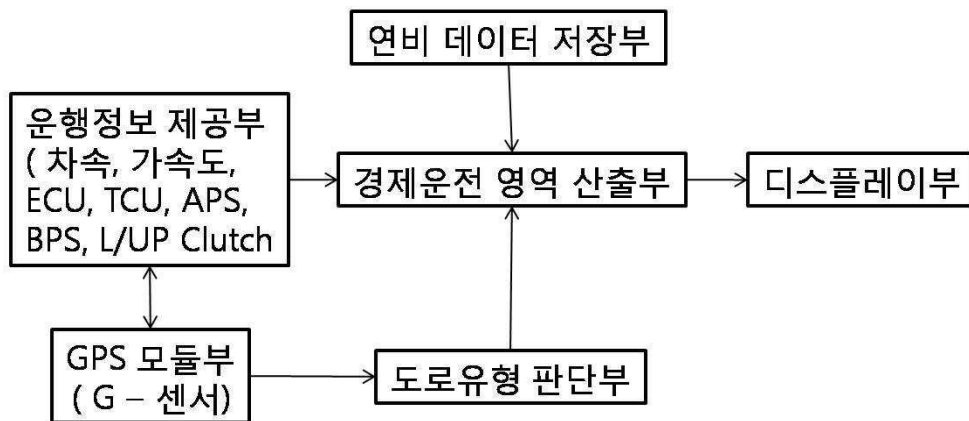 연비 데이터 저장부
운행정보 제공부
( 차속, 가속도,
ECU, TCU, APS,
BPS, L/UP Clutch
경제운전 영역 산출부
디스플레이부
GPS 모듈부
( G – 센서)
도로유형 판단부